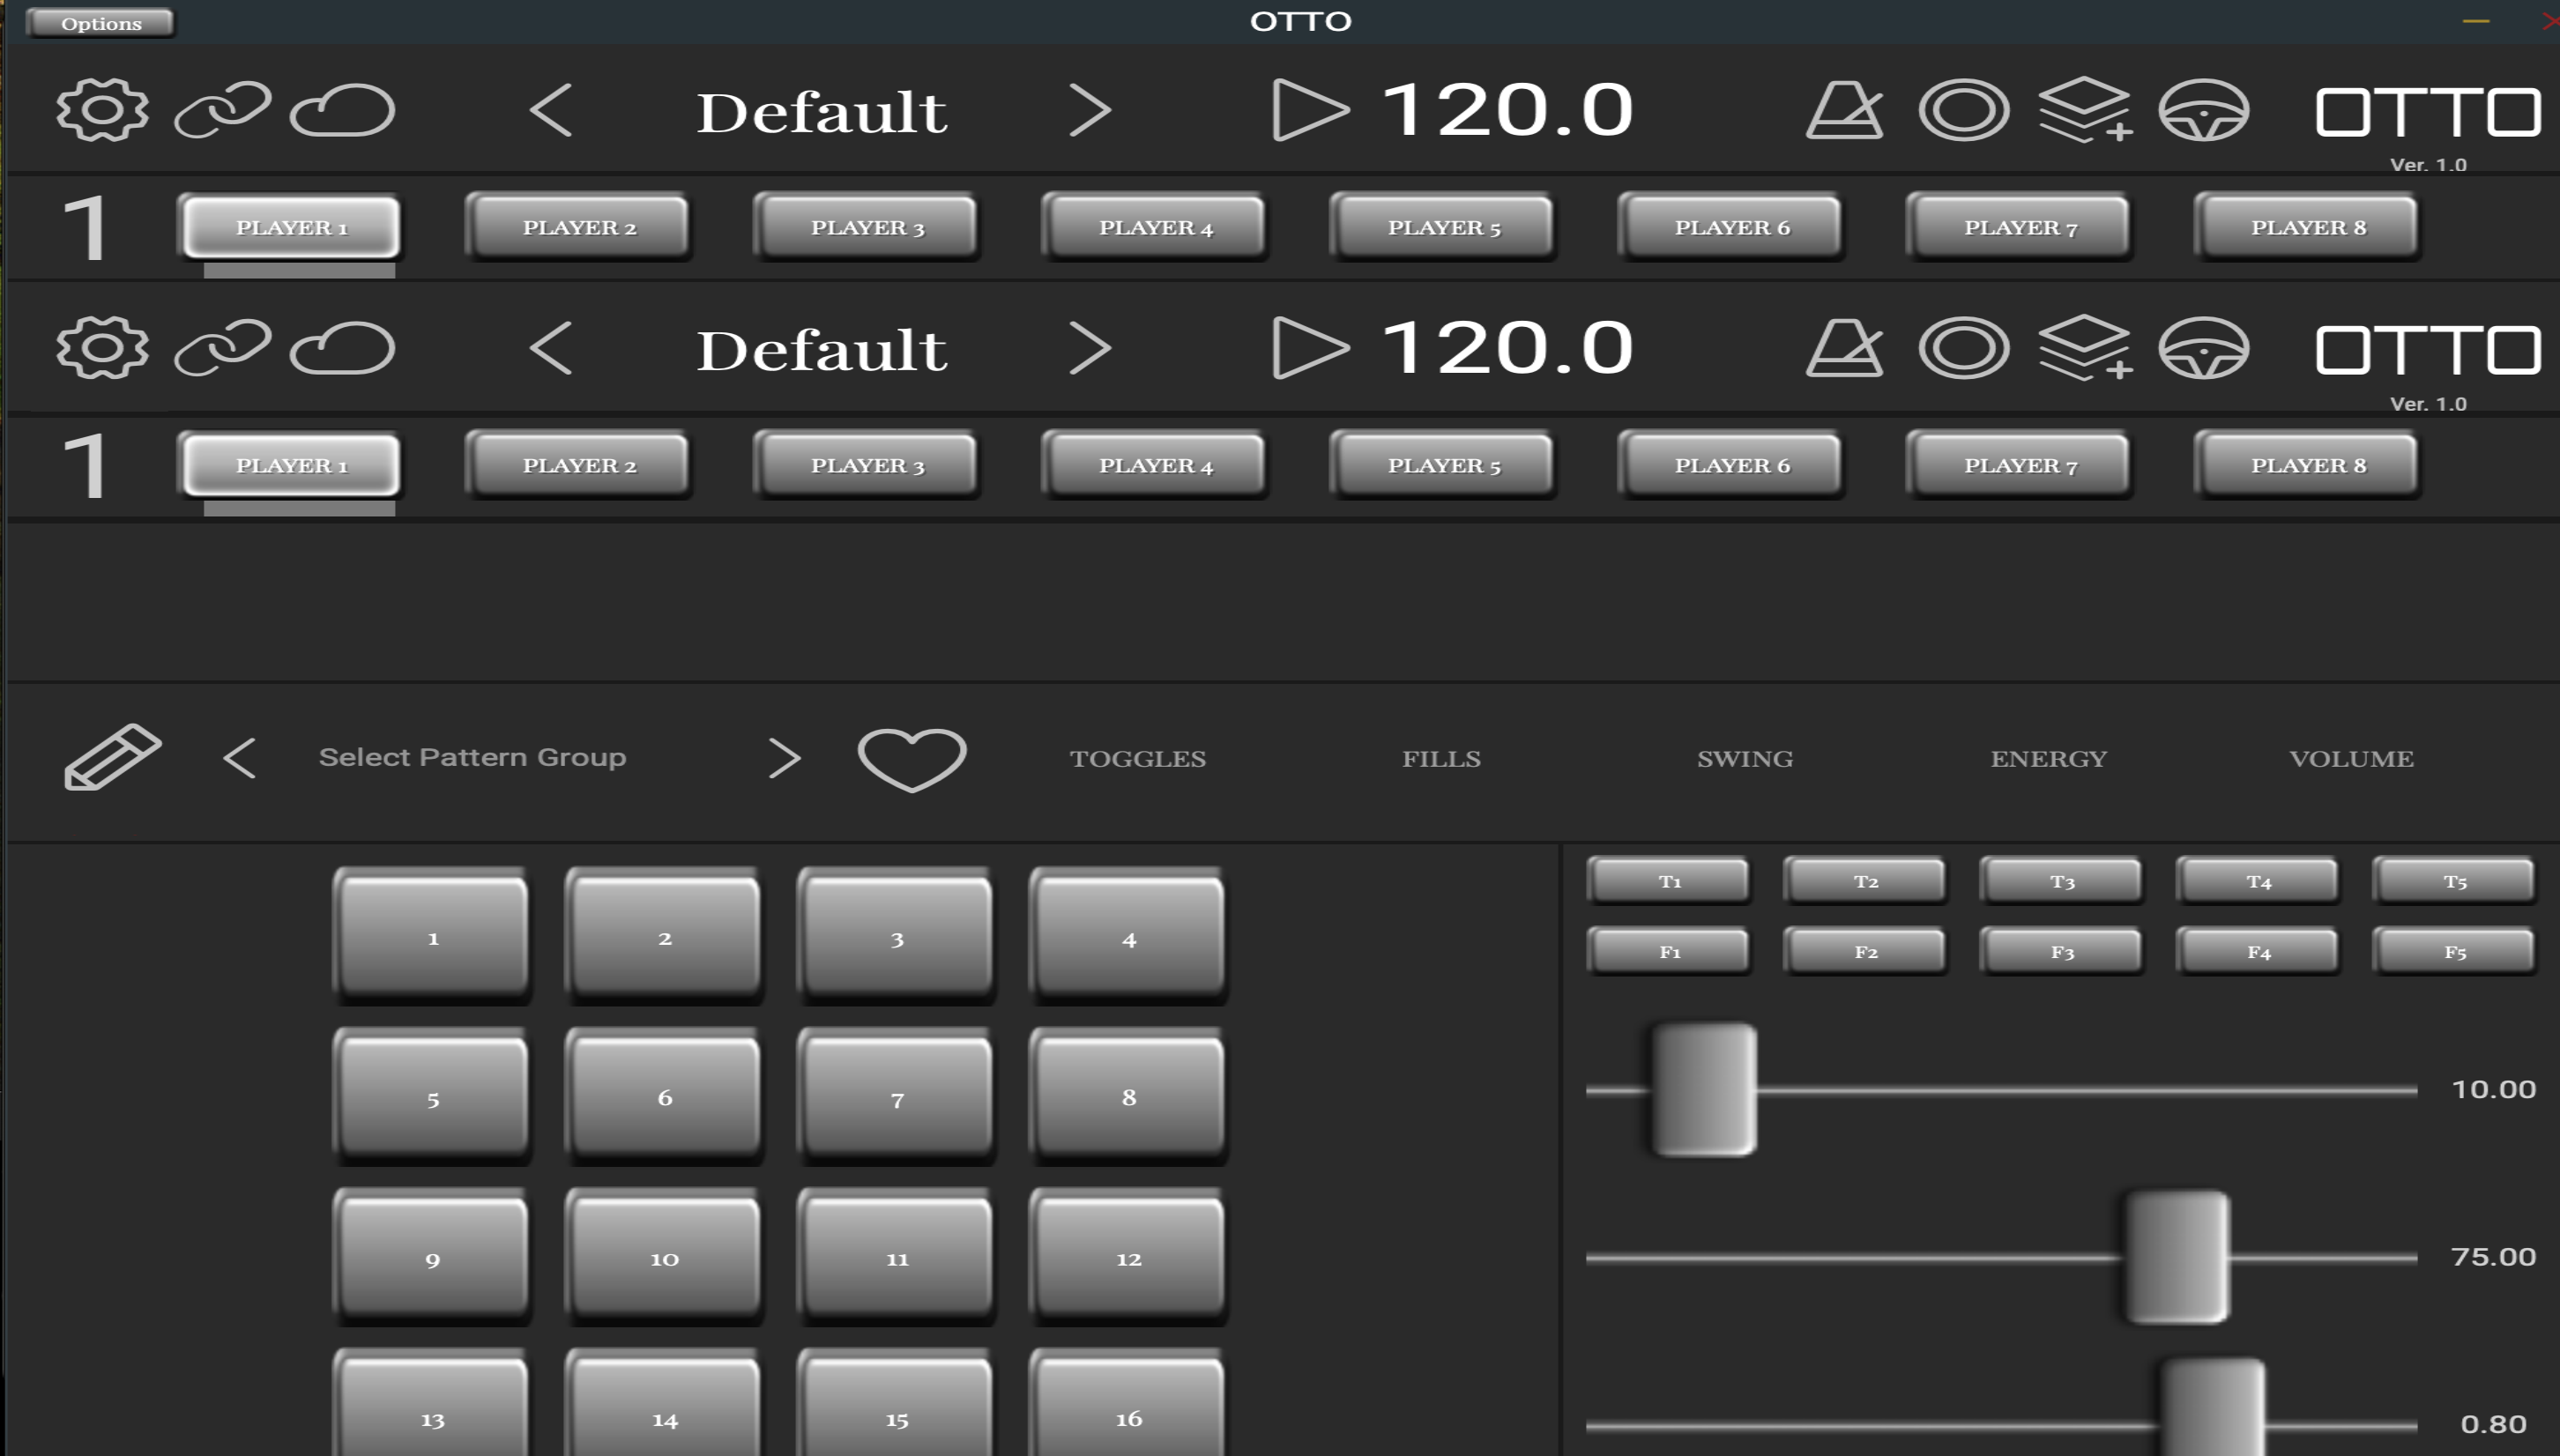 Options
OTTO
Default
120.0
OTTO
Ver. 1.0
1
PLAYER 1
PLAYER 2
PLAYER 3
PLAYER 4
PLAYER 5
PLAYER 6
PLAYER 7
PLAYER 8
Default
120.0
OTTO
Ver. 1.0
1
PLAYER 1
PLAYER 2
PLAYER 3
PLAYER 4
PLAYER 5
PLAYER 6
PLAYER 7
PLAYER 8
Select Pattern Group
TOGGLES
FILLS
SWING
ENERGY
VOLUME
1
2
3
4
5
6
7
8
9
10
11
12
13
14
15
16
T1
T2
T3
T4
T5
F1
F2
F3
F4
F5
10.00
75.00
0.80